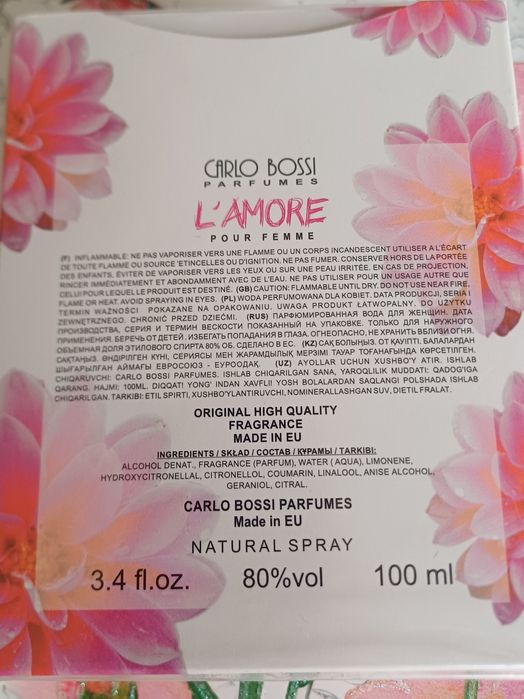 CARLO BOSSI
PARFUMES
L'AMORE
POUR FEMME
(F) INFLAMMABLE: NE PAS VAPORISER VERS UNE FLAMME OU UN CORPS INCANDESCENT UTILISER A L'ÉCART
DE TOUTE FLAMME OU SOURCE 'ETINCELLES OU D'IGNITION. NE PAS FUMER. CONSERVER HORS DE LA PORTÉE
DES ENFANTS, ÉVITER DE VAPORISER VERS LES YEUX OU SUR UNE PEAU IRRITÉE. EN CAS DE PROJECTION,
RINCER IMMÉDIATEMENT ET ABONDAMMENT AVEC DE L'EAU. NE PAS UTILISER POUR UN USAGE AUTRE QUE
CELUI POUR LEQUEL LE PRODUIT EST DESTINÉ. (GB) CAUTION: FLAMMABLE UNTIL DRY. DO NOT USE NEAR FIRE,
FLAME OR HEAT. AVOID SPRAYING IN EYES. (PL) WODA PERFUMOWANA DLA KOBIET. DATA PRODUKCJI, SERIA I
TERMIN WAŻNOŚCI POKAZANE NA OPAKOWANIU. UWAGA PRODUKT ŁATWOPALNY. DO UŻYTKU
ZEWNĘTRZNEGO. CHRONIĆ PRZED DZIEĆMI. (RUS) ПАРФЮМИРОВАННАЯ ВОДА ДЛЯ ЖЕНЩИН. ДАТА
ПРОИЗВОДСТВА, СЕРИЯ И ТЕРМИН ВЕСКОСТИ ПОКАЗАННЫЙ НА УПАКОВКЕ. ТОЛЬКО ДЛЯ НАРУЖНОГО
ПРИМЕНЕНИЯ. БЕРЕЧЬ ОТ ДЕТЕЙ. ИЗБЕГАТЬ ПОПАДАНИЯ В ГЛАЗА. ОГНЕОПАСНО, НЕ ХРАНИТЬ ВБЛИЗИ ОГНЯ.
ОБЪЕМНАЯ ДОЛЯ ЭТИЛОВОГО СПИРТА 80% ОБ. СДЕЛАНО В ЕС. (KZ) САҚ БОЛЫҢЫЗ. ОТ ҚАУІПТІ. БАЛАЛАРДАН
САҚТАҢЫЗ. ӨНДІРІЛГЕН КҮНІ, СЕРИЯСЫ МЕН ЖАРАМДЫЛЫҚ МЕРЗІМІ ТАУАР ТОҒАНЫҒЫНДА КӨРСЕТІЛГЕН.
ШЫҒАРЫЛҒАН АЙМАҒЫ ЕВРОСОЮЗ - ЕУРООДАҚ. (UZ) AYOLLAR UCHUN XUSHBO'Y ATIR. ISHLAB
CHIQARUVCHI: CARLO BOSSI PARFUMES. ISHLAB CHIQARILGAN SANA, YAROQLILIK MUDDATI: QADOG'IGA
QARANG. HAJMI: 100ML. DIQQAT! YONG' INDAN XAVFLI! YOSH BOLALARDAN SAQLANG! POLSHADA ISHLAB
CHIQARILGAN. TARKIBI: ETIL SPIRTI, XUSHBO'YLANTIRUVCHI, NOMINERALLASHGAN SUV, DIETIL FRALAT.
ORIGINAL HIGH QUALITY
FRAGRANCE
MADE IN EU
INGREDIENTS / SKŁAD / СОСТАВ / ҚҰРАМЫ / TARKIBI:
ALCOHOL DENAT., FRAGRANCE (PARFUM), WATER ( AQUA), LIMONENE,
HYDROXYCITRONELLAL, CITRONELLOL, COUMARIN, LINALOOL, ANISE ALCOHOL,
GERANIOL, CITRAL.
CARLO BOSSI PARFUMES
Made in EU
NATURAL SPRAY
3.4 fl.oz. 80%vol 100 ml